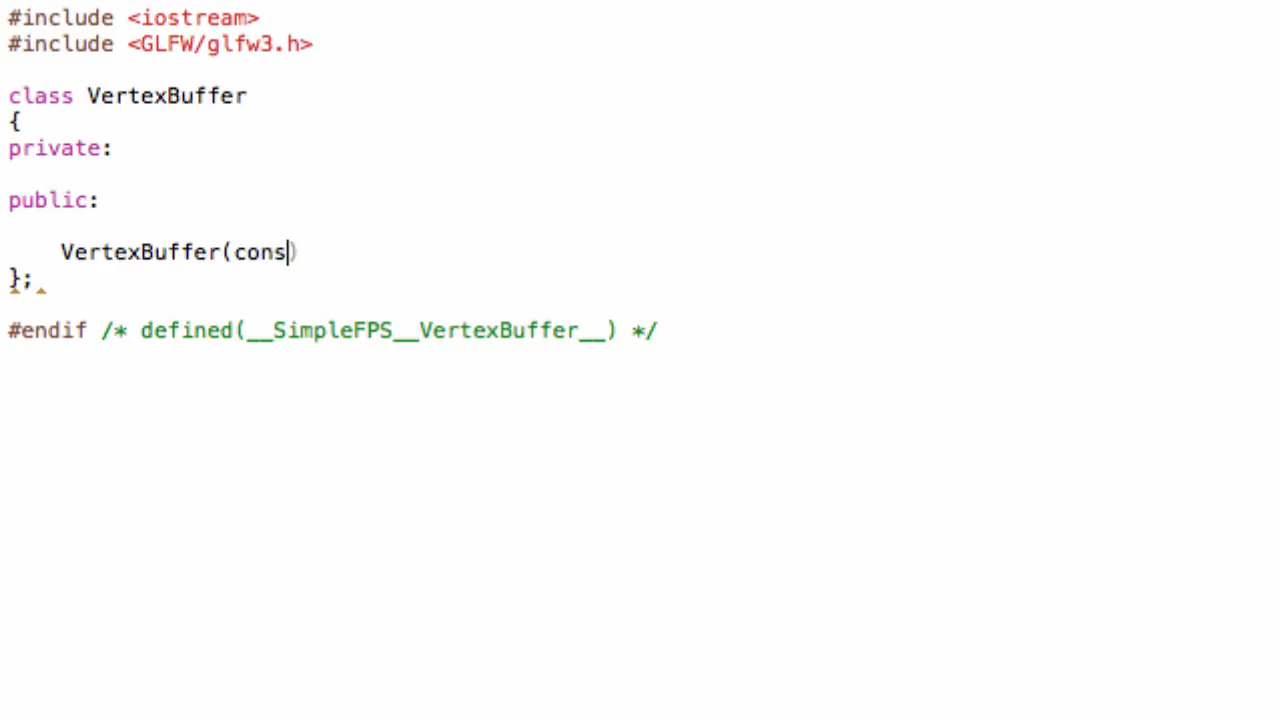 #include <iostream>
#include <GLFW/glfw3.h>
class VertexBuffer
{
private:
public:
VertexBuffer(cons)
};
#endif /* defined(__SimpleFPS__VertexBuffer__) */